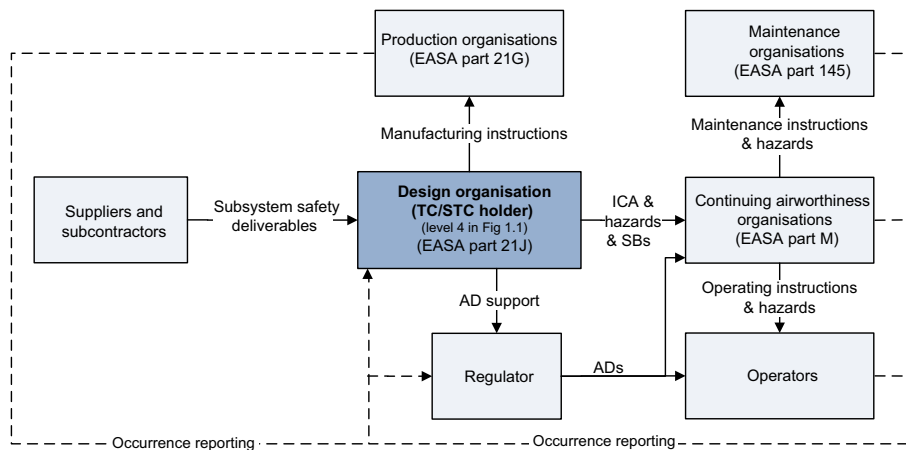 Production organisations
(EASA part 21G)
Maintenance
organisations
(EASA part 145)
Manufacturing instructions
Maintenance instructions
& hazards
Suppliers and
subcontractors
Subsystem safety
deliverables
Design organisation
(TC/STC holder)
(level 4 in Fig 1.1)
(EASA part 21J)
ICA &
hazards
& SBs
Continuing airworthiness
organisations
(EASA part M)
AD support
Operating instructions
& hazards
Regulator
ADs
Operators
Occurrence reporting
Occurrence reporting